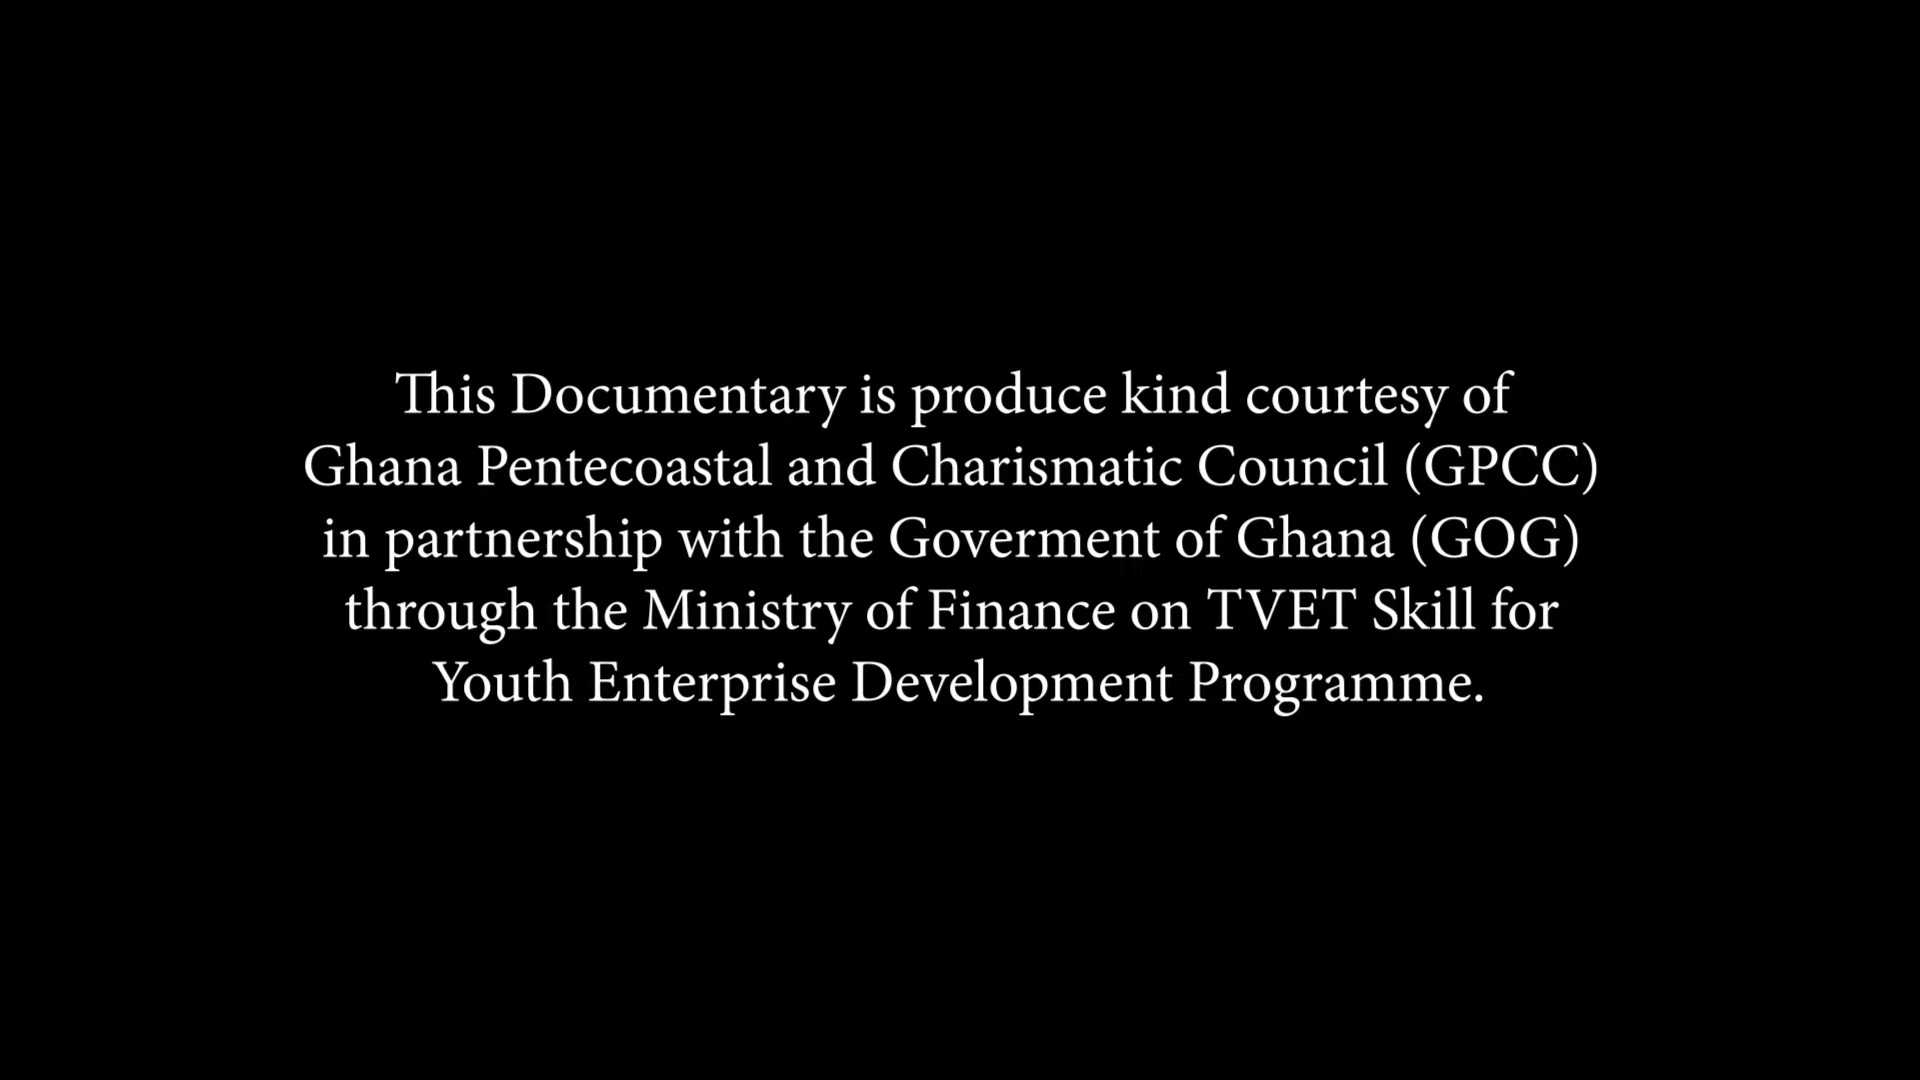 This Documentary is produce kind courtesy of
Ghana Pentecoastal and Charismatic Council (GPCC)
in partnership with the Goverment of Ghana (GOG)
through the Ministry of Finance on TVET Skill for
Youth Enterprise Development Programme.